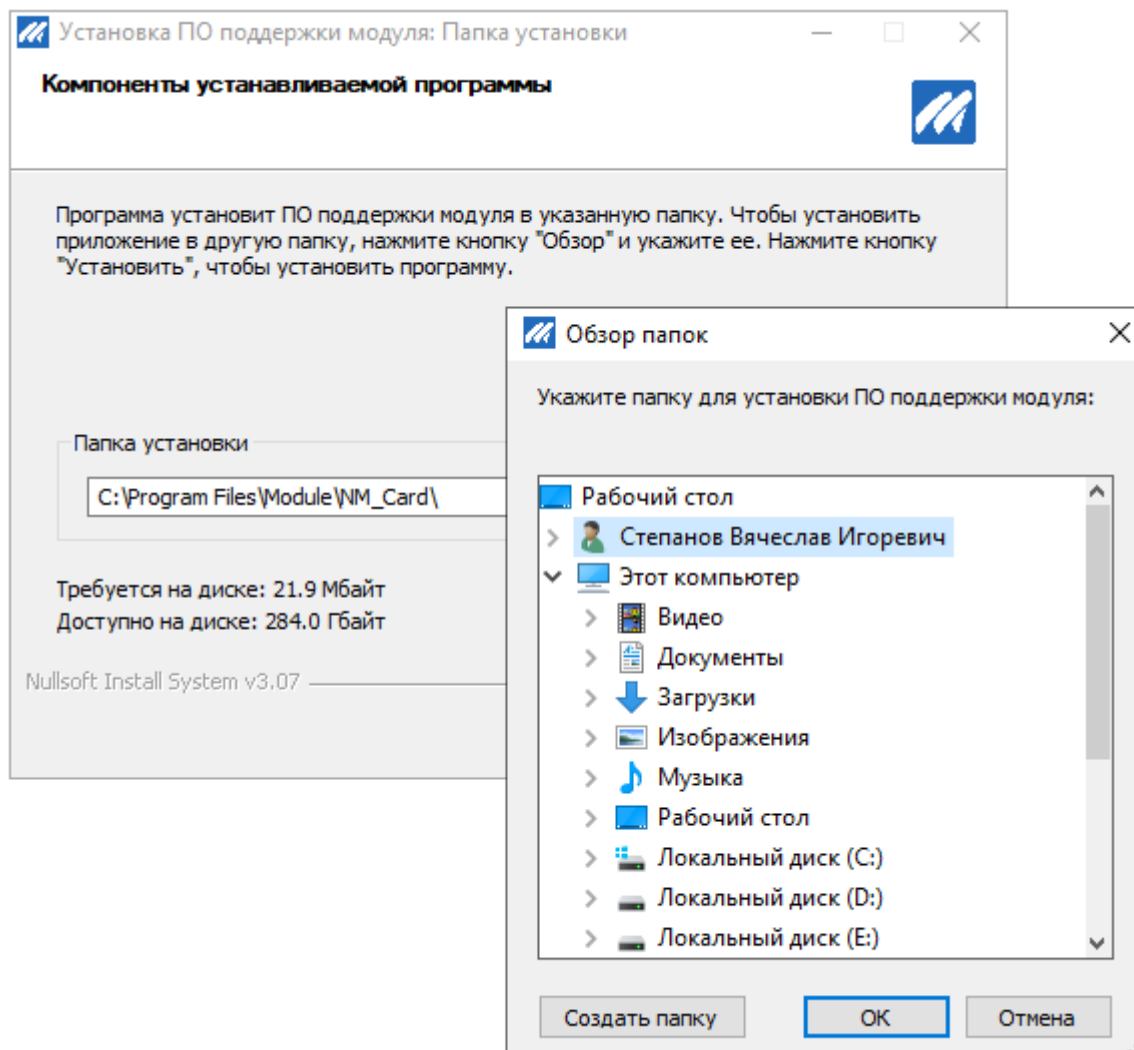 Установка ПО поддержки модуля: Папка установки
Компоненты устанавливаемой программы
Программа установит ПО поддержки модуля в указанную папку. Чтобы установить
приложение в другую папку, нажмите кнопку "Обзор" и укажите ее. Нажмите кнопку
"Установить", чтобы установить программу.
Папка установки
C:\Program Files\Module\NM_Card\
Требуется на диске: 21.9 Мбайт
Доступно на диске: 284.0 Гбайт
Nullsoft Install System v3.07
Обзор папок
Укажите папку для установки ПО поддержки модуля:
Рабочий стол
Степанов Вячеслав Игоревич
Этот компьютер
Видео
Документы
Загрузки
Изображения
Музыка
Рабочий стол
Локальный диск (C:)
Локальный диск (D:)
Локальный диск (E:)
Создать папку
ОК
Отмена